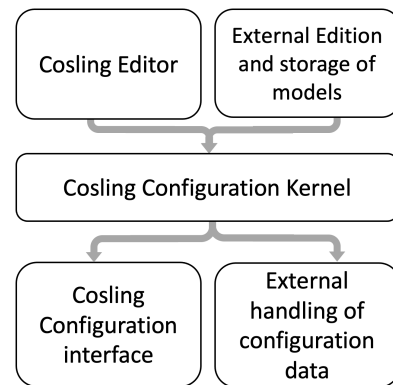 Cosling Editor
External Edition
and storage of
models
Cosling Configuration Kernel
Cosling
Configuration
interface
External
handling of
configuration
data